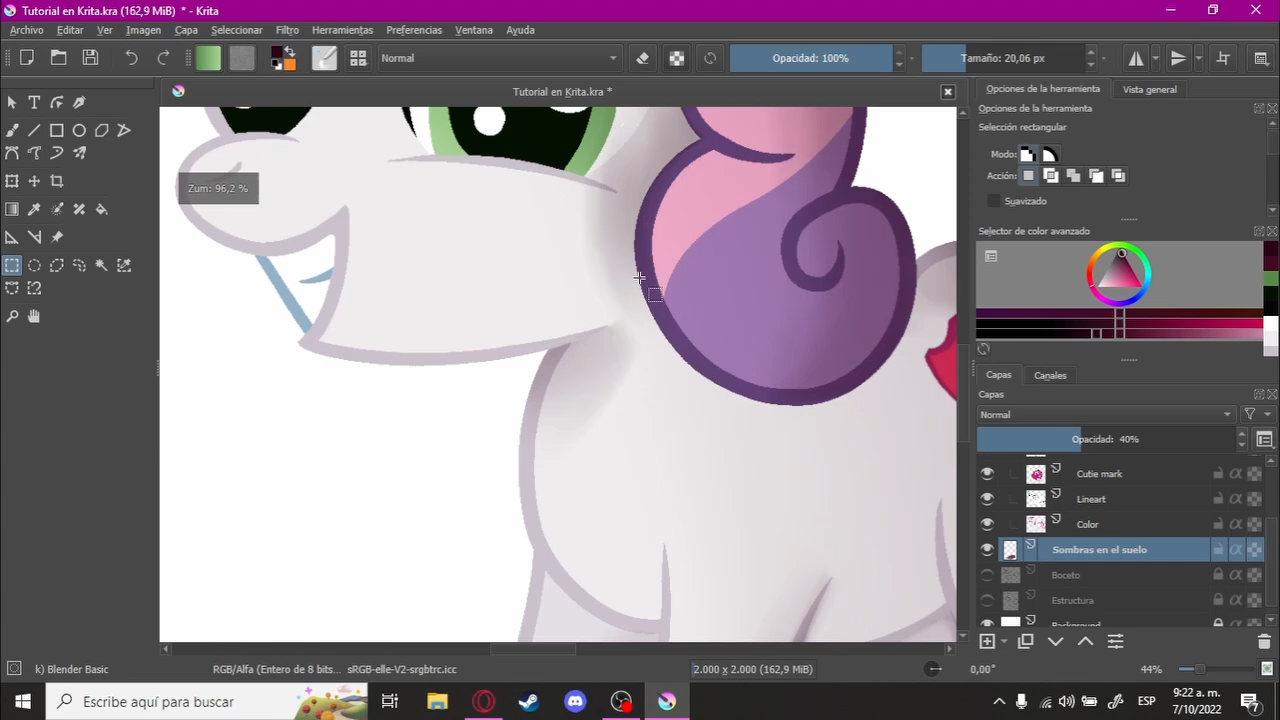 Tutorial en Krita.kra (162,9 MiB) * - Krita
Archivo Editar Ver Imagen Capa Seleccionar Filtro Herramientas Preferencias Ventana Ayuda
Normal
Opacidad: 100%
Tamaño: 20,06 px
Tutorial en Krita.kra *
Opciones de la herramienta
Vista general
Opciones de la herramienta
Selección rectangular
Modo:
Acción:
Suavizado
Zum: 96,2 %
Selector de color avanzado
Capas
Canales
Capas
Normal
Opacidad: 40%
Cutie mark
Lineart
Color
Sombras en el suelo
Boceto
Estructura
Background
k) Blender Basic
RGB/Alfa (Entero de 8 bits... sRGB-elle-V2-srgbtrc.icc
2.000 x 2.000 (162,9 MiB)
0,00°
44%
Escribe aquí para buscar
ESP
9:22 a. m.
7/10/2022
7